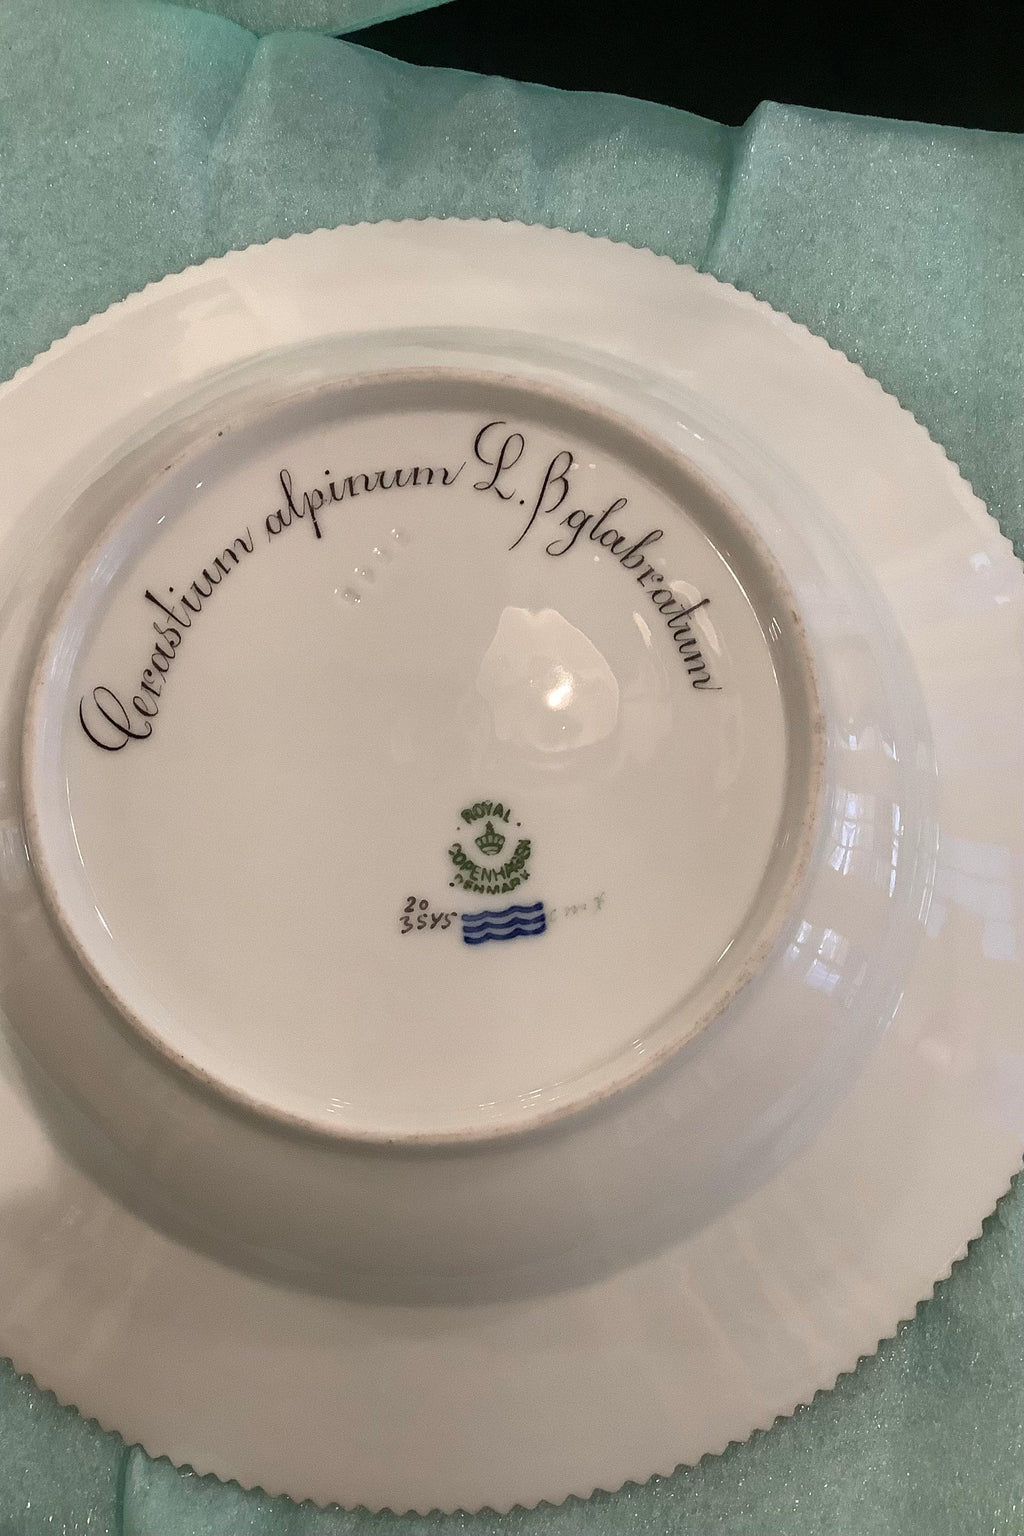 Cerastium alpinum L. β glabratum
ROYAL
COPENHAGEN
DENMARK
20
3545